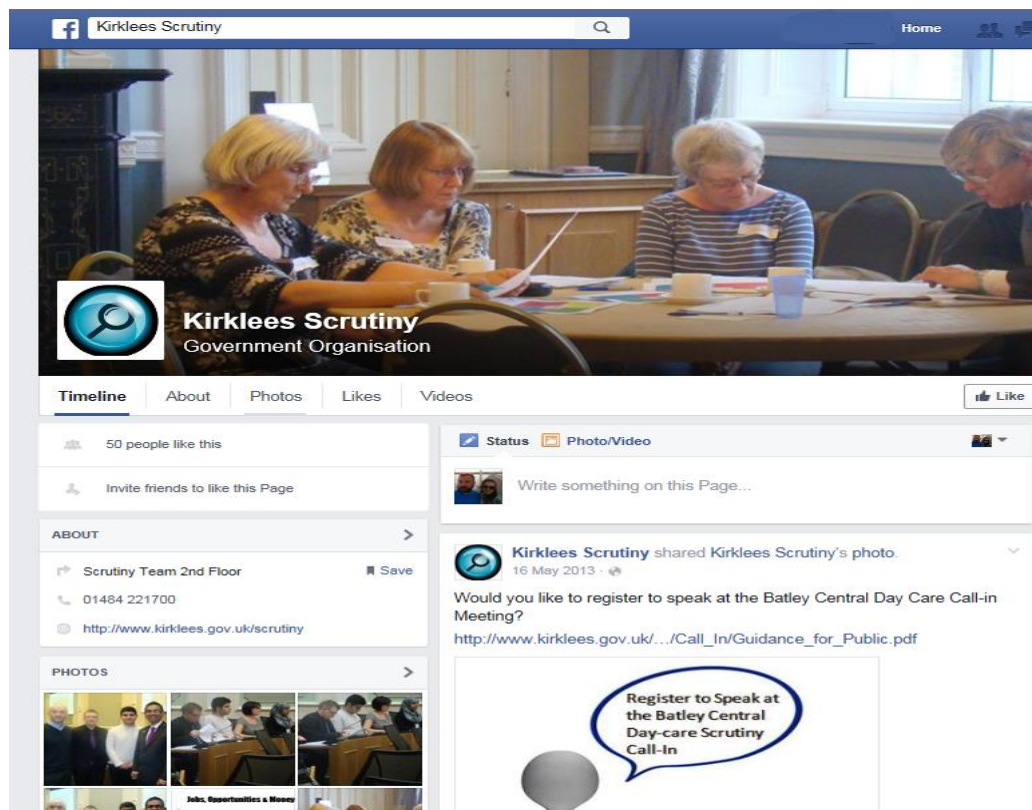 Kirklees Scrutiny
Home
Kirklees Scrutiny
Government Organisation
Timeline About Photos Likes Videos
Like
50 people like this
Invite friends to like this Page
ABOUT
Scrutiny Team 2nd Floor Save
01484 221700
http://www.kirklees.gov.uk/scrutiny
PHOTOS
Jobs, Opportunities & Money
Status Photo/Video
Write something on this Page...
Kirklees Scrutiny shared Kirklees Scrutiny's photo.
16 May 2013 ·
Would you like to register to speak at the Batley Central Day Care Call-in
Meeting?
http://www.kirklees.gov.uk/.../Call_In/Guidance_for_Public.pdf
Register to Speak at
the Batley Central
Day-care Scrutiny
Call-In